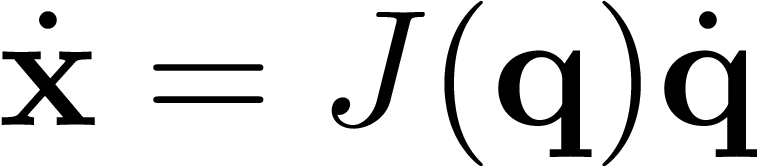 ẋ = J(q)q̇